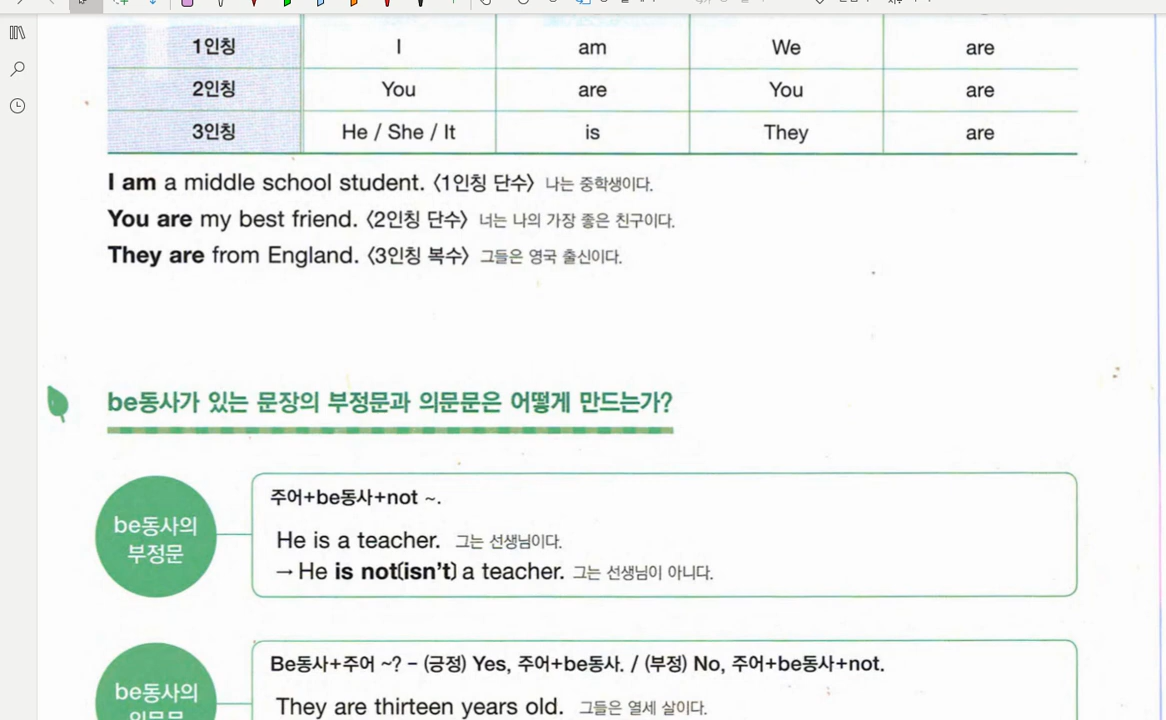 1인칭 I am We are
2인칭 You are You are
3인칭 He / She / It is They are
I am a middle school student. 〈1인칭 단수〉 나는 중학생이다.
You are my best friend. 〈2인칭 단수〉 너는 나의 가장 좋은 친구이다.
They are from England. 〈3인칭 복수〉 그들은 영국 출신이다.
be동사가 있는 문장의 부정문과 의문문은 어떻게 만드는가?
be동사의
부정문
주어+be동사+not ~.
He is a teacher. 그는 선생님이다.
→ He is not(isn't) a teacher. 그는 선생님이 아니다.
be동사의
의문문
Be동사+주어 ~? – (긍정) Yes, 주어+be동사. / (부정) No, 주어+be동사+not.
They are thirteen years old. 그들은 열세 살이다.